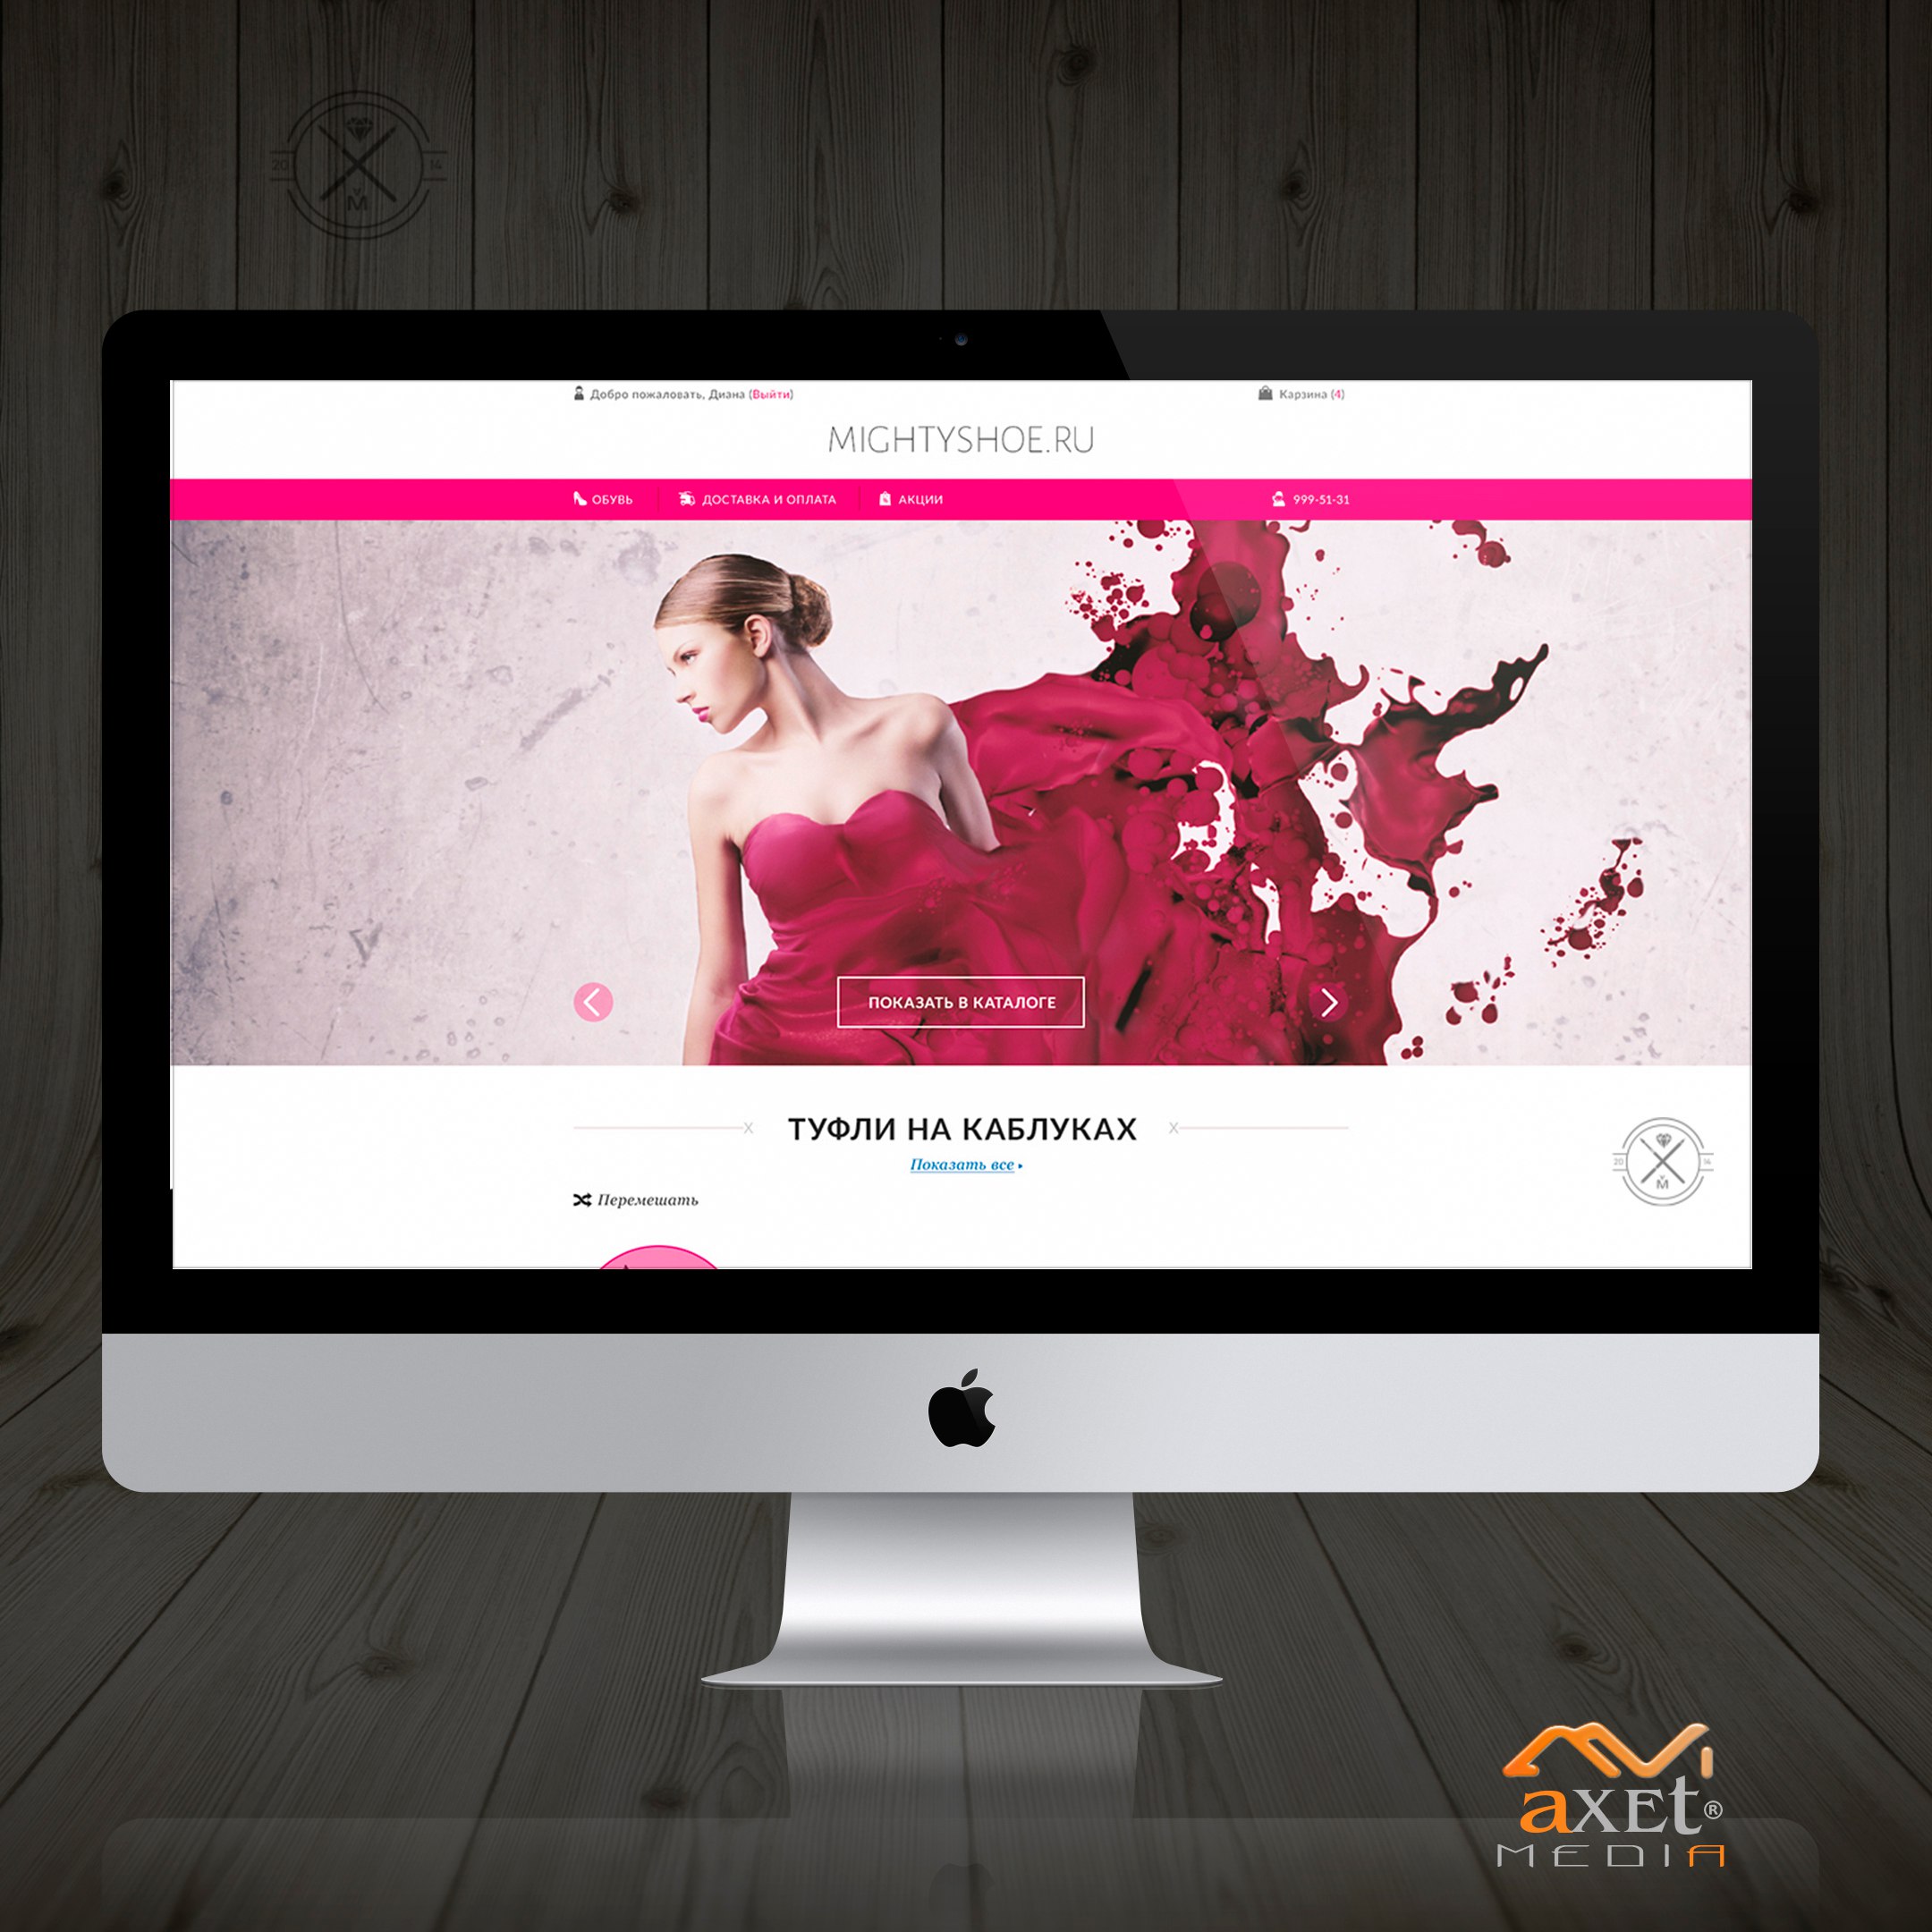 20 14
M
Добро пожаловать, Диана (Выйти)
Карзина (4)
MIGHTYSHOE.RU
ОБУВЬ
ДОСТАВКА И ОПЛАТА
АКЦИИ
999-51-31
ПОКАЗАТЬ В КАТАЛОГЕ
ТУФЛИ НА КАБЛУКАХ
Показать все
Перемешать
20 14
M
axet®
MEDIA